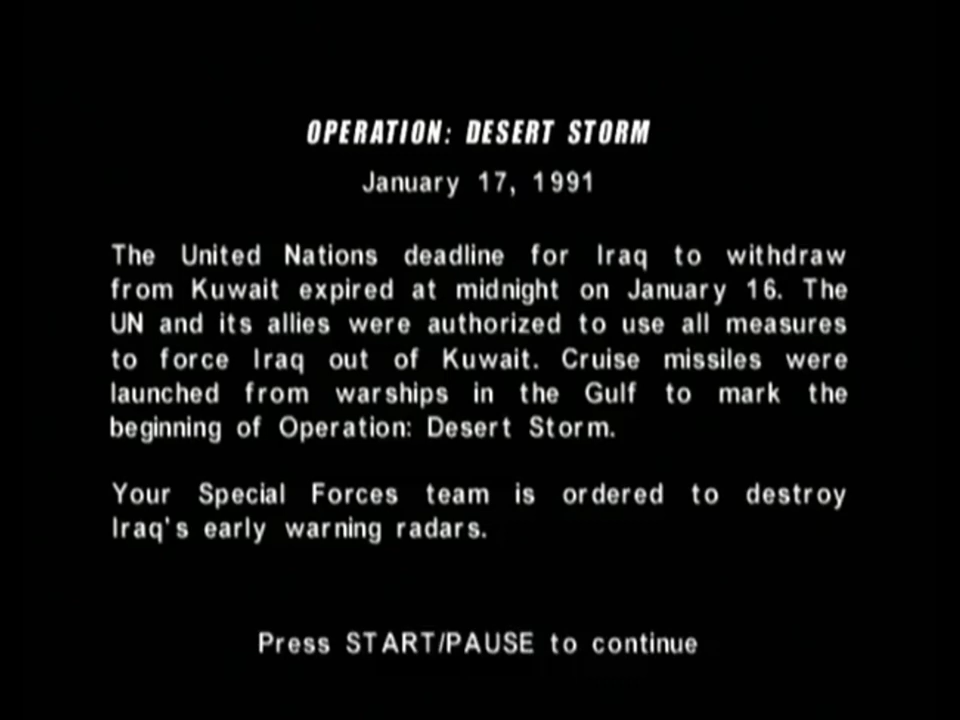 OPERATION: DESERT STORM
January 17, 1991
The United Nations deadline for Iraq to withdraw
from Kuwait expired at midnight on January 16. The
UN and its allies were authorized to use all measures
to force Iraq out of Kuwait. Cruise missiles were
launched from warships in the Gulf to mark the
beginning of Operation: Desert Storm.
Your Special Forces team is ordered to destroy
Iraq's early warning radars.
Press START/PAUSE to continue